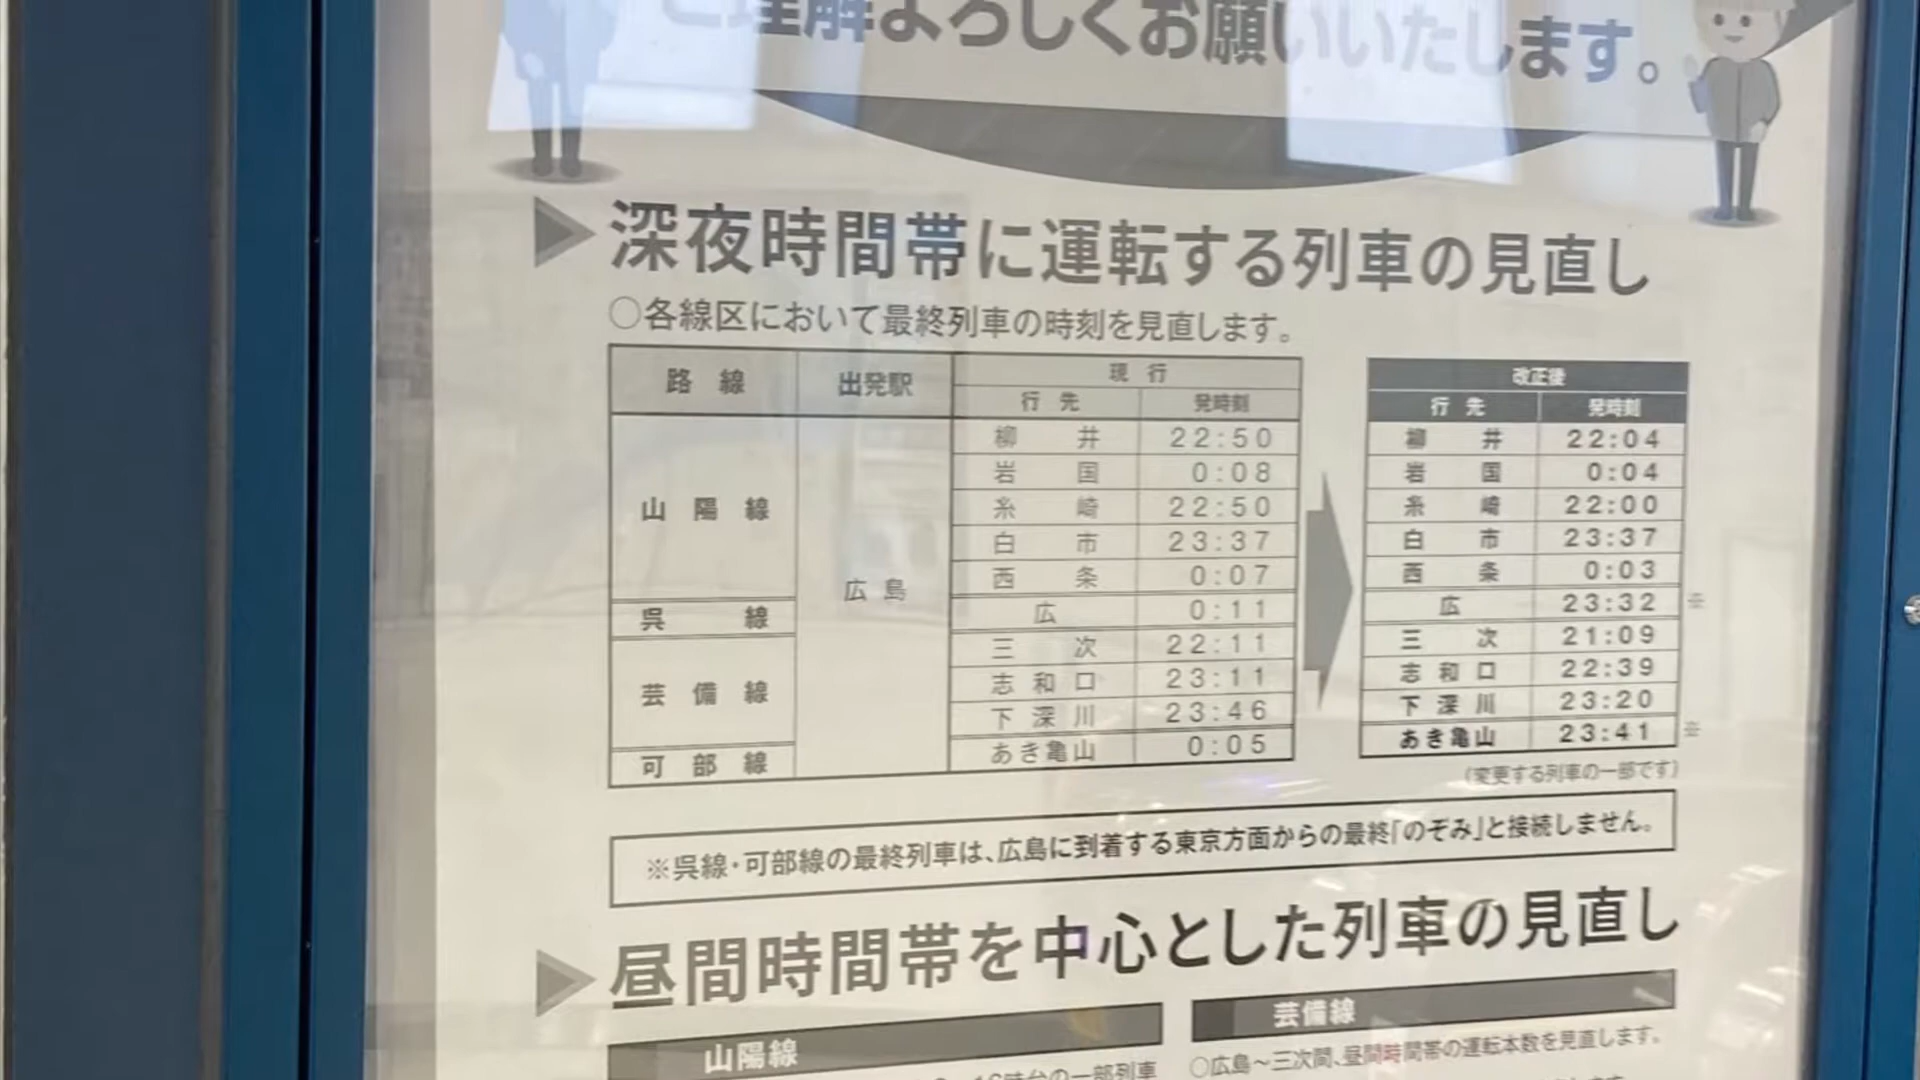 ご理解よろしくお願いいたします。
深夜時間帯に運転する列車の見直し
○各線区において最終列車の時刻を見直します。
路線 出発駅 現行 改正後
行先 発時刻 行先 発時刻
山陽線 広島 柳井 22:50 柳井 22:04
岩国 0:08 岩国 0:04
糸崎 22:50 糸崎 22:00
白市 23:37 白市 23:37
西条 0:07 西条 0:03
呉線 広 0:11 広 23:32 ※
芸備線 三次 22:11 三次 21:09
志和口 23:11 志和口 22:39
下深川 23:46 下深川 23:20
可部線 あき亀山 0:05 あき亀山 23:41 ※
(変更する列車の一部です)
※呉線・可部線の最終列車は、広島に到着する東京方面からの最終「のぞみ」と接続しません。
昼間時間帯を中心とした列車の見直し
山陽線
芸備線
○広島～三次間、昼間時間帯の運転本数を見直します。
時台の一部列車